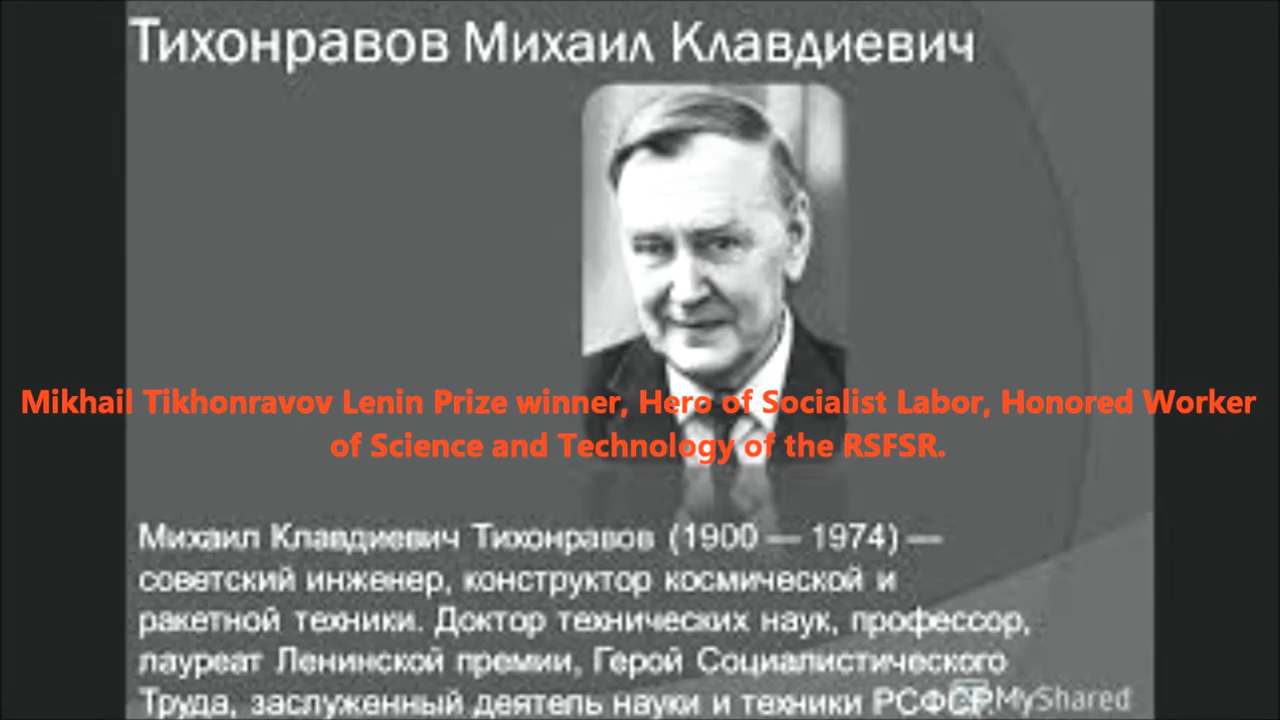 Тихонравов Михаил Клавдиевич
Mikhail Tikhonravov Lenin Prize winner, Hero of Socialist Labor, Honored Worker
of Science and Technology of the RSFSR.
Михаил Клавдиевич Тихонравов (1900 — 1974) —
советский инженер, конструктор космической и
ракетной техники. Доктор технических наук, профессор,
лауреат Ленинской премии, Герой Социалистического
Труда, заслуженный деятель науки и техники РСФСР.
MyShared